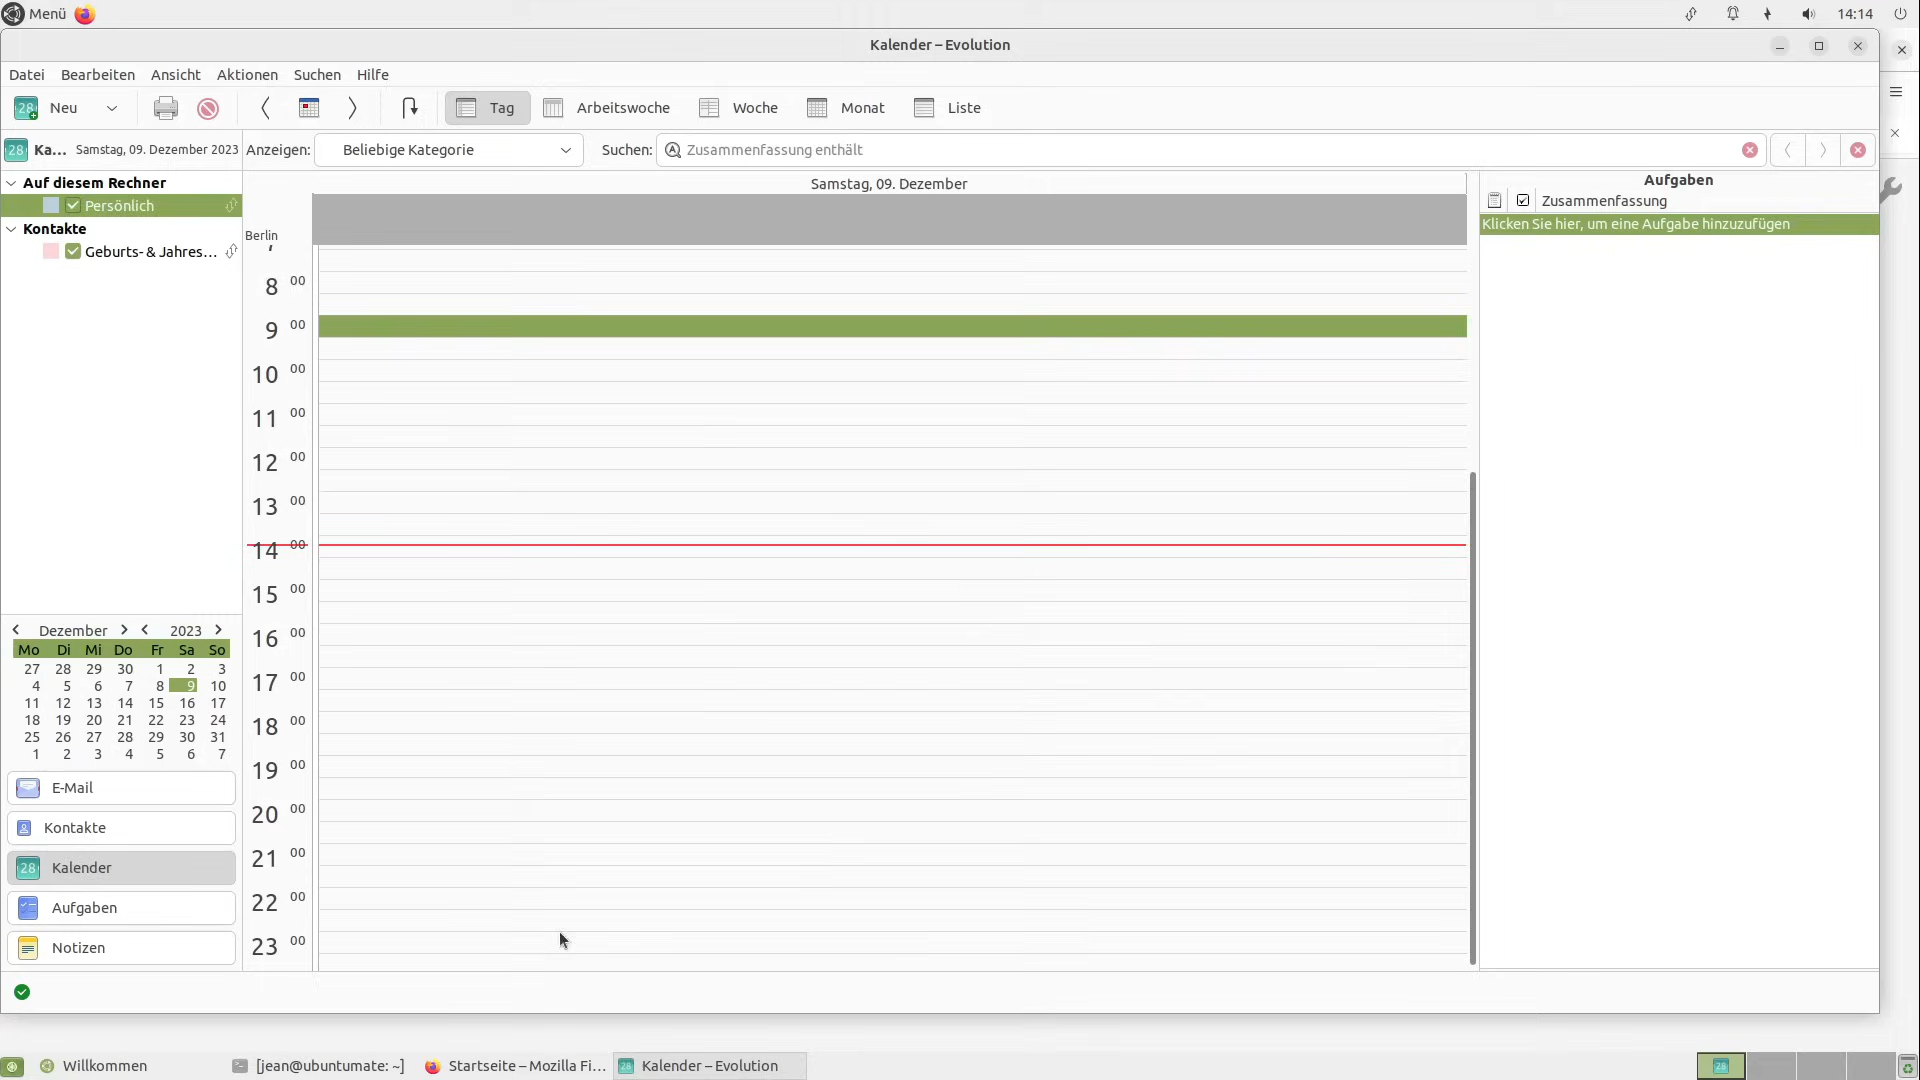 Menü
14:14
Kalender – Evolution
Datei Bearbeiten Ansicht Aktionen Suchen Hilfe
28 Neu Tag Arbeitswoche Woche Monat Liste
28 Ka... Samstag, 09. Dezember 2023 Anzeigen: Beliebige Kategorie Suchen: Zusammenfassung enthält
Auf diesem Rechner
Persönlich
Kontakte
Geburts- & Jahres...
Samstag, 09. Dezember
Berlin
8 00
9 00
10 00
11 00
12 00
13 00
14 00
15 00
16 00
17 00
18 00
19 00
20 00
21 00
22 00
23 00
Aufgaben
Zusammenfassung
Klicken Sie hier, um eine Aufgabe hinzuzufügen
Dezember 2023
Mo Di Mi Do Fr Sa So
27 28 29 30 1 2 3
4 5 6 7 8 9 10
11 12 13 14 15 16 17
18 19 20 21 22 23 24
25 26 27 28 29 30 31
1 2 3 4 5 6 7
E-Mail
Kontakte
28 Kalender
Aufgaben
Notizen
Willkommen [jean@ubuntumate: ~] Startseite – Mozilla Fi... 28 Kalender – Evolution 28